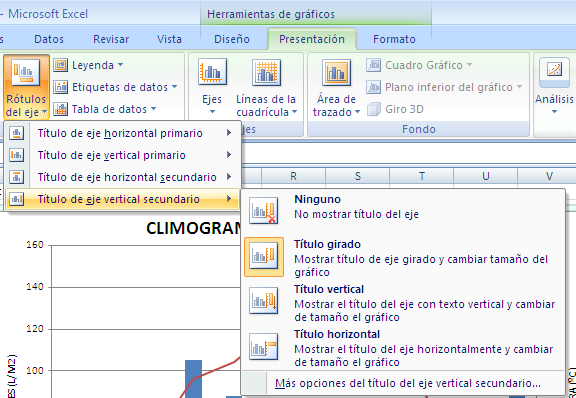 - Microsoft Excel
Herramientas de gráficos
s Datos Revisar Vista Diseño Presentación Formato
Rótulos del eje
Leyenda
Etiquetas de datos
Tabla de datos
Ejes
Líneas de la cuadrícula
jes
Área de trazado
Cuadro Gráfico
Plano inferior del gráfico
Giro 3D
Fondo
Análisis
Título de eje horizontal primario
Título de eje vertical primario
Título de eje horizontal secundario
Título de eje vertical secundario
R S T U V
Ninguno
No mostrar título del eje
Título girado
Mostrar título de eje girado y cambiar tamaño del
gráfico
Título vertical
Mostrar el título del eje con texto vertical y cambiar
de tamaño el gráfico
Título horizontal
Mostrar el título del eje horizontalmente y cambiar
de tamaño el gráfico
Más opciones del título del eje vertical secundario...
CLIMOGRAN
160
140
120
100
80
ES (L/M2)
RA (ºC)